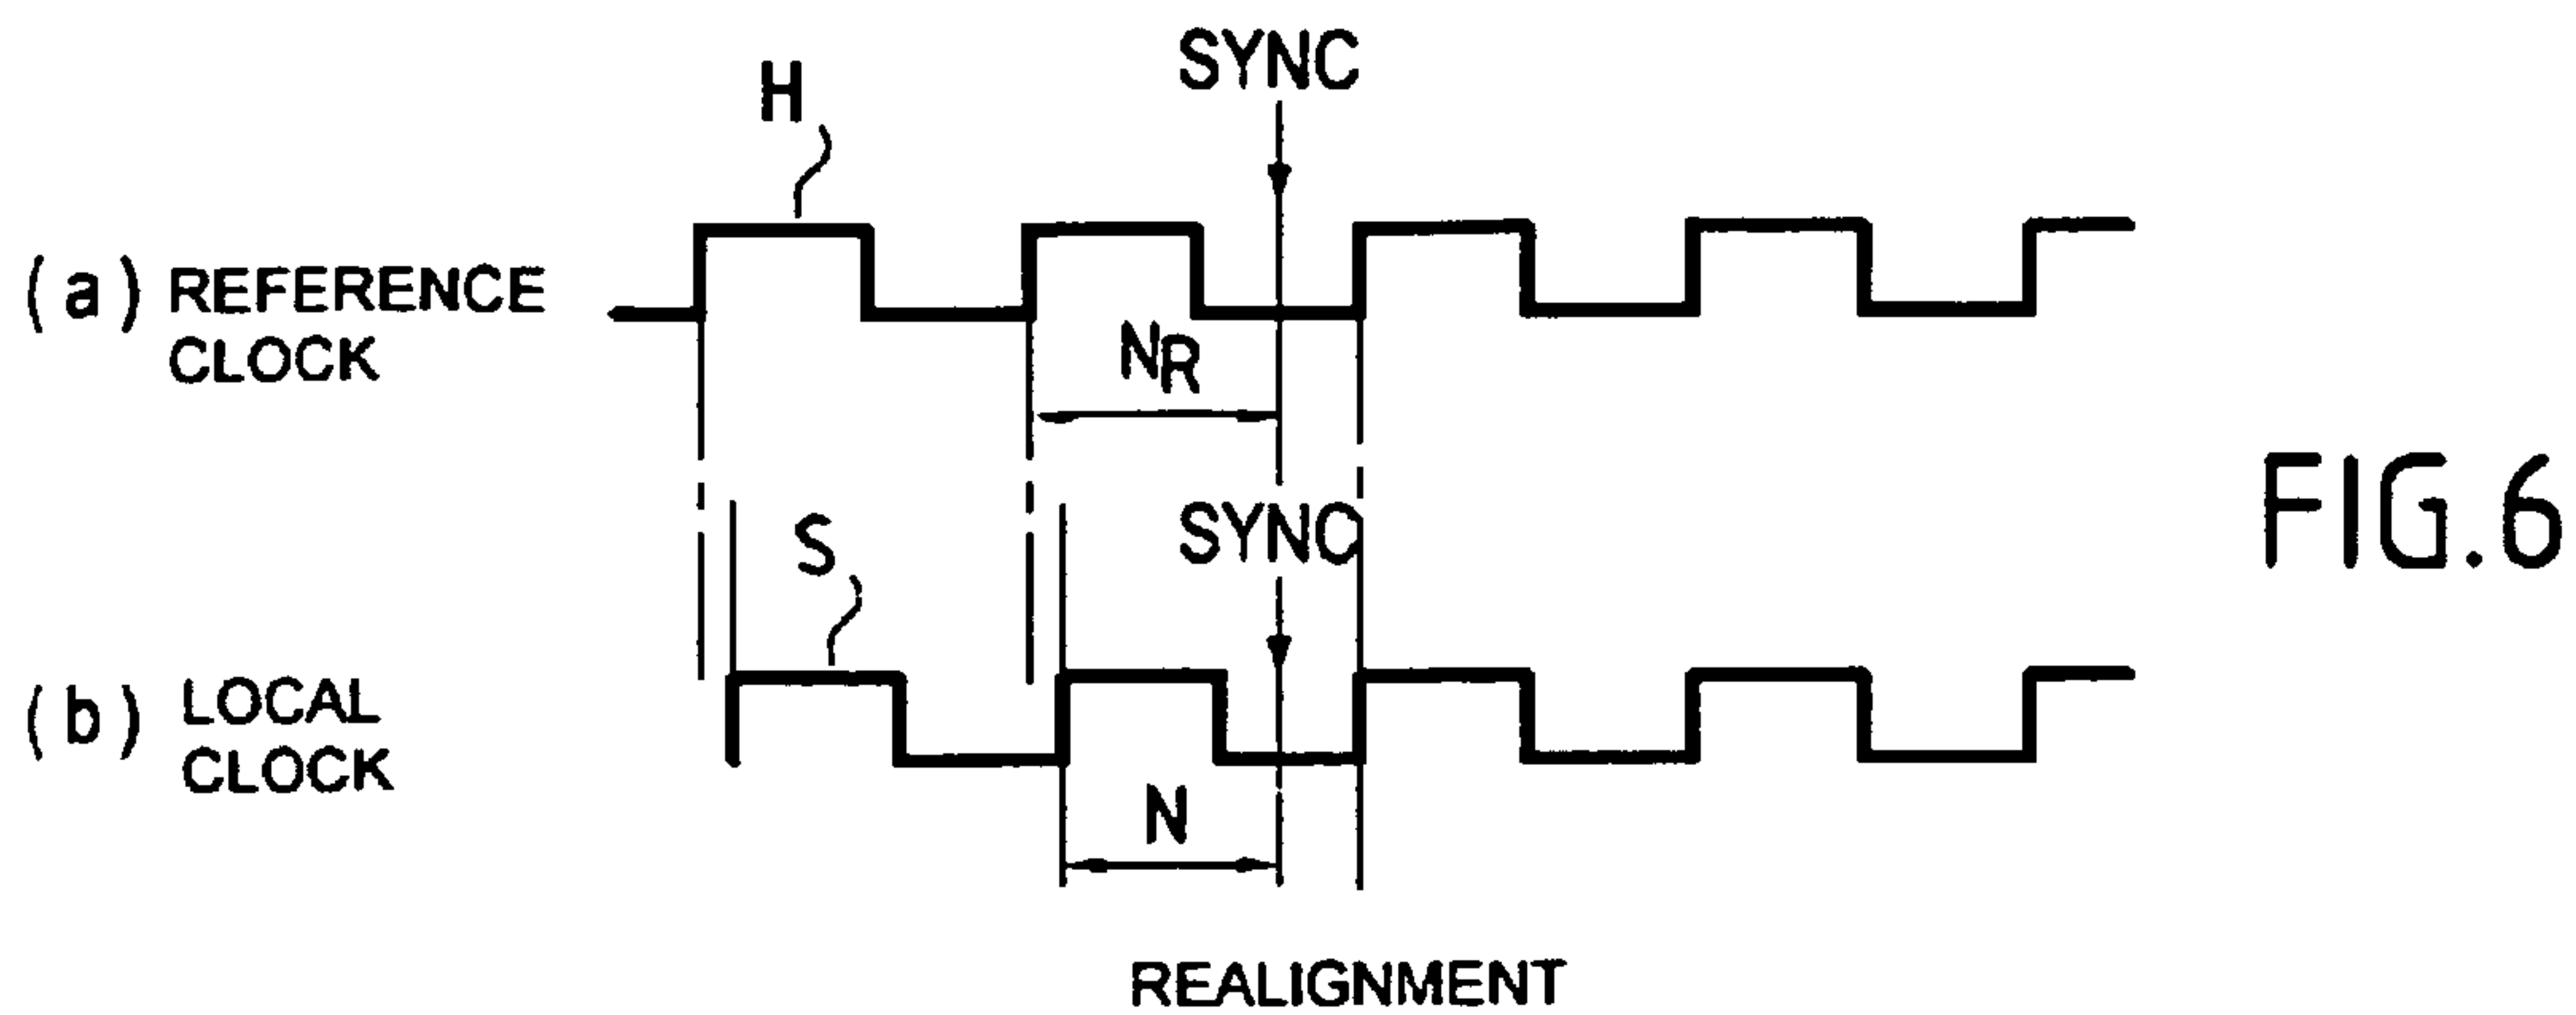 SYNC
H
(a) REFERENCE
CLOCK
NR
SYNC
S
FIG.6
(b) LOCAL
CLOCK
N
REALIGNMENT